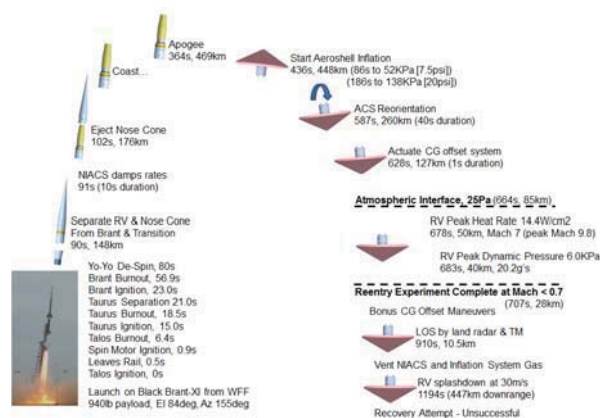 Apogee
364s, 469km
Coast...
Eject Nose Cone
102s, 176km
NIACS damps rates
91s (10s duration)
Separate RV & Nose Cone
From Brant & Transition
90s, 148km
Yo-Yo De-Spin, 80s
Brant Burnout, 56.9s
Brant Ignition, 23.0s
Taurus Separation 21.0s
Taurus Burnout, 18.5s
Taurus Ignition, 15.0s
Talos Burnout, 6.4s
Spin Motor Ignition, 0.9s
Leaves Rail, 0.5s
Talos Ignition, 0s
Launch on Black Brant-XI from WFF
940lb payload, El 84deg, Az 155deg
Start Aeroshell Inflation
436s, 448km (86s to 52KPa [7.5psi])
(186s to 138KPa [20psi])
ACS Reorientation
587s, 260km (40s duration)
Actuate CG offset system
628s, 127km (1s duration)
Atmospheric Interface, 25Pa (664s, 85km)
RV Peak Heat Rate 14.4W/cm2
678s, 50km, Mach 7 (peak Mach 9.8)
RV Peak Dynamic Pressure 6.0KPa
683s, 40km, 20.2g's
Reentry Experiment Complete at Mach < 0.7
(707s, 28km)
Bonus CG Offset Maneuvers
LOS by land radar & TM
910s, 10.5km
Vent NIACS and Inflation System Gas
RV splashdown at 30m/s
1194s (447km downrange)
Recovery Attempt - Unsuccessful